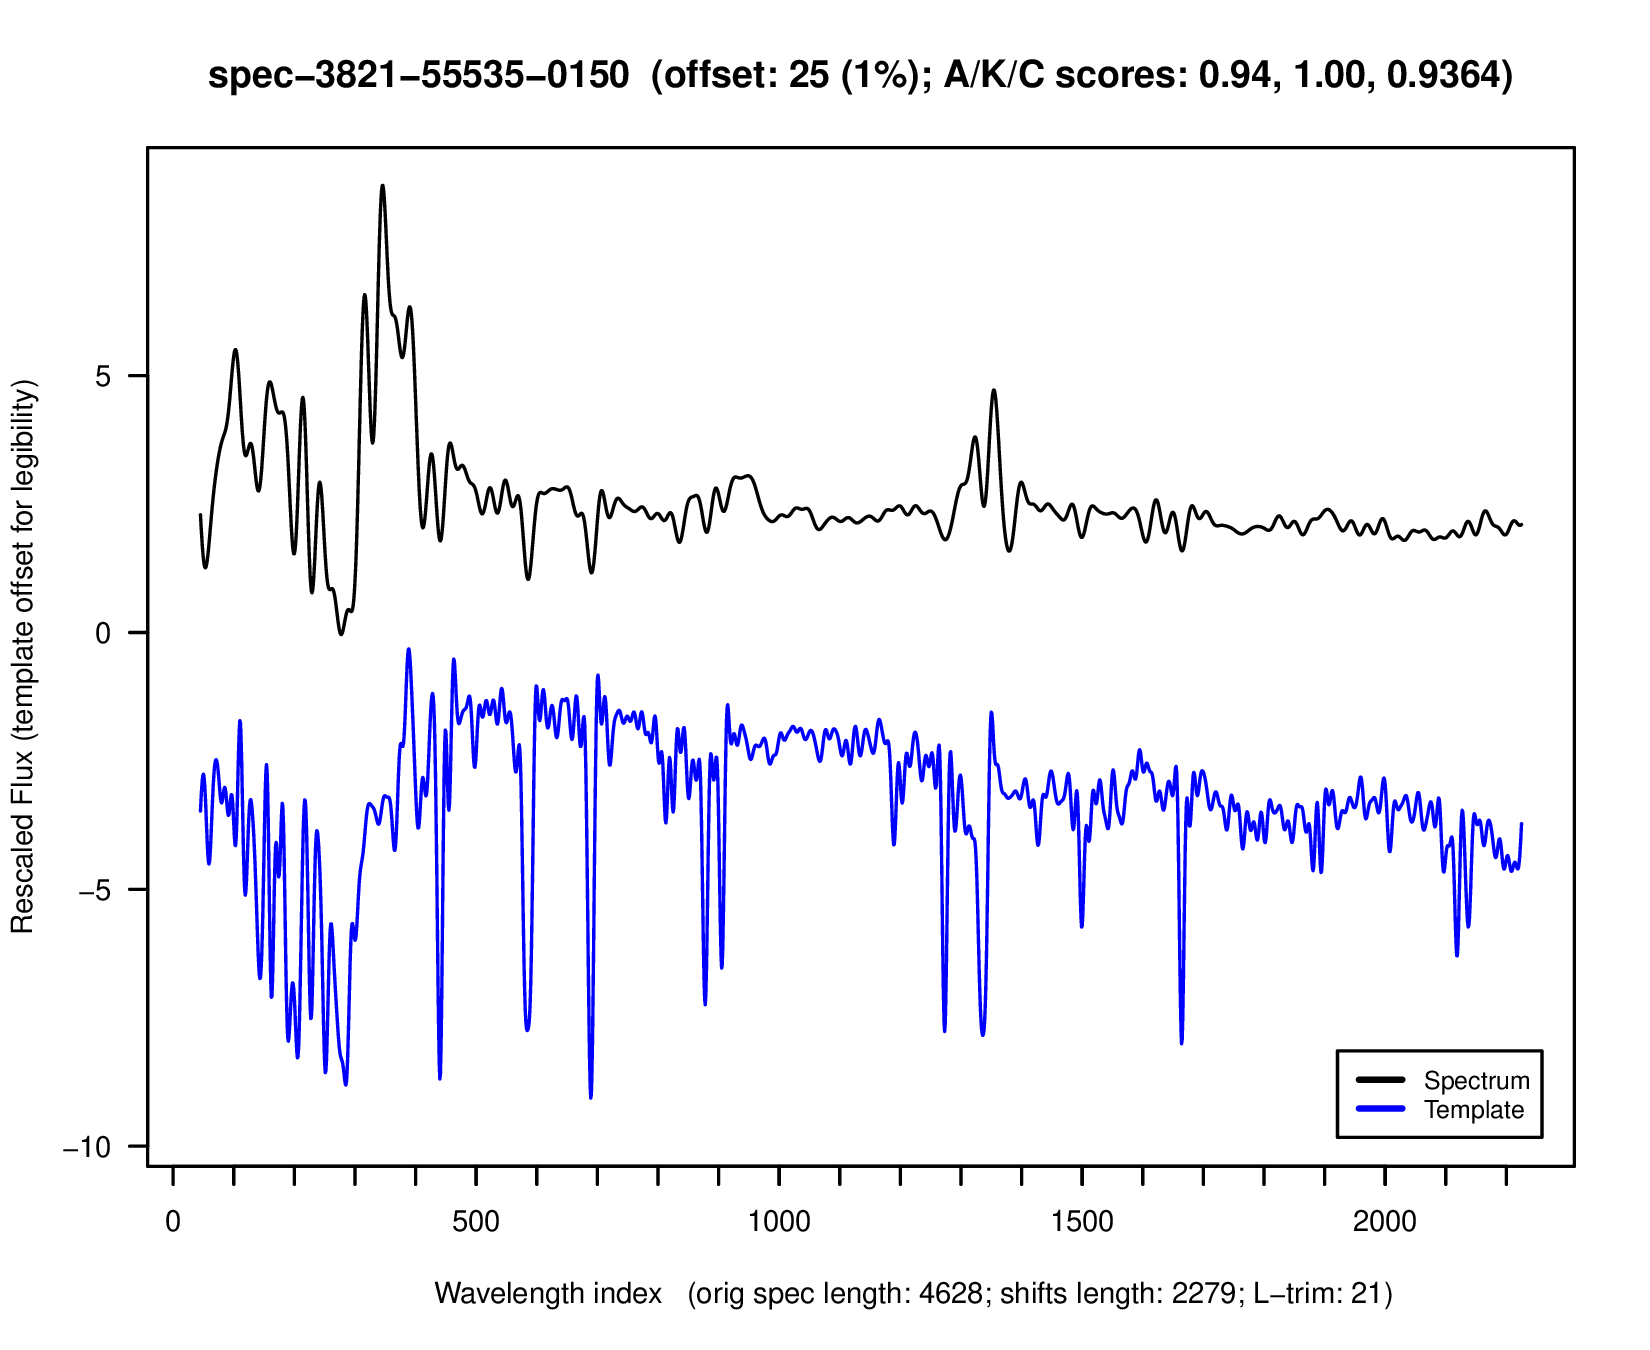 spec−3821−55535−0150 (offset: 25 (1%); A/K/C scores: 0.94, 1.00, 0.9364)
Rescaled Flux (template offset for legibility)
5
0
−5
−10
Spectrum
Template
0 500 1000 1500 2000
Wavelength index (orig spec length: 4628; shifts length: 2279; L−trim: 21)